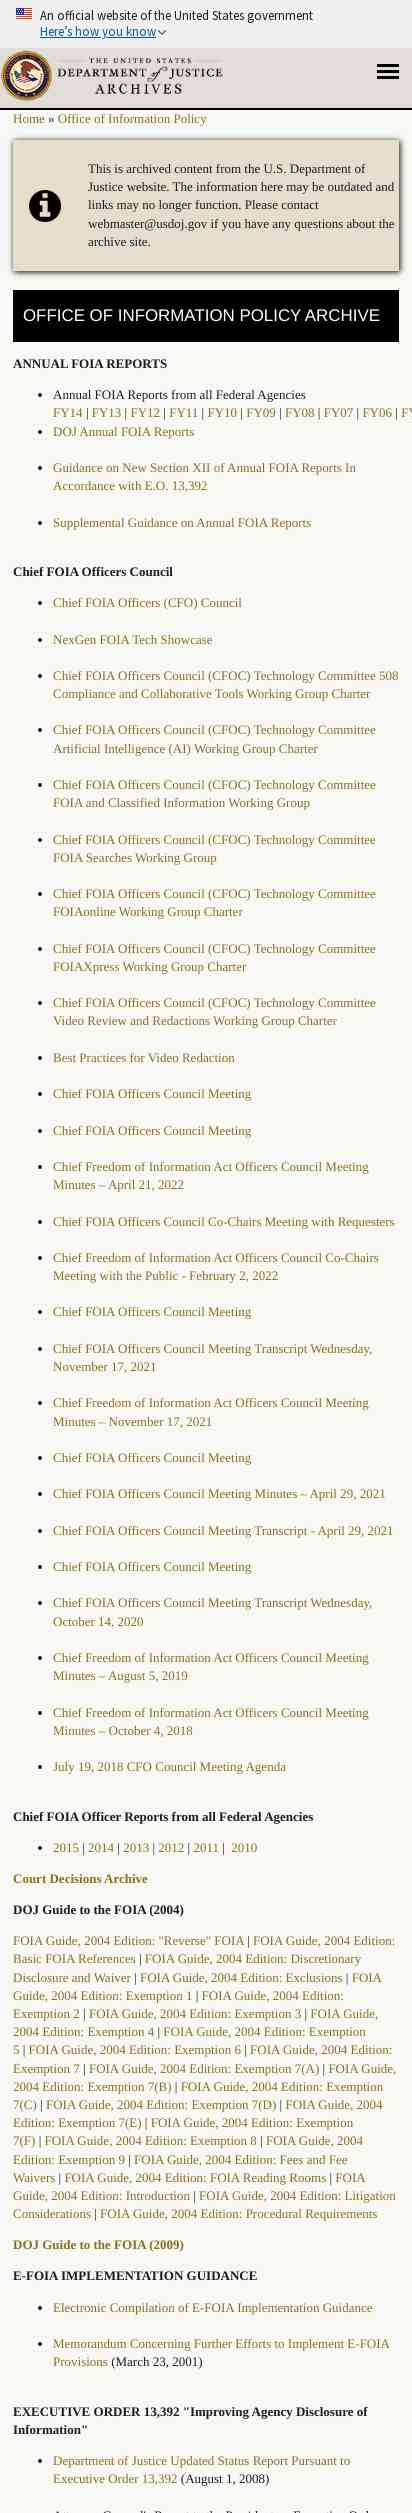 An official website of the United States government
Here's how you know
THE UNITED STATES
DEPARTMENT of JUSTICE
ARCHIVES
Home » Office of Information Policy
This is archived content from the U.S. Department of
Justice website. The information here may be outdated and
links may no longer function. Please contact
webmaster@usdoj.gov if you have any questions about the
archive site.
OFFICE OF INFORMATION POLICY ARCHIVE
ANNUAL FOIA REPORTS
• Annual FOIA Reports from all Federal Agencies
FY14 | FY13 | FY12 | FY11 | FY10 | FY09 | FY08 | FY07 | FY06 | FY
• DOJ Annual FOIA Reports
• Guidance on New Section XII of Annual FOIA Reports In
Accordance with E.O. 13,392
• Supplemental Guidance on Annual FOIA Reports
Chief FOIA Officers Council
• Chief FOIA Officers (CFO) Council
• NexGen FOIA Tech Showcase
• Chief FOIA Officers Council (CFOC) Technology Committee 508
Compliance and Collaborative Tools Working Group Charter
• Chief FOIA Officers Council (CFOC) Technology Committee
Artificial Intelligence (AI) Working Group Charter
• Chief FOIA Officers Council (CFOC) Technology Committee
FOIA and Classified Information Working Group
• Chief FOIA Officers Council (CFOC) Technology Committee
FOIA Searches Working Group
• Chief FOIA Officers Council (CFOC) Technology Committee
FOIAonline Working Group Charter
• Chief FOIA Officers Council (CFOC) Technology Committee
FOIAXpress Working Group Charter
• Chief FOIA Officers Council (CFOC) Technology Committee
Video Review and Redactions Working Group Charter
• Best Practices for Video Redaction
• Chief FOIA Officers Council Meeting
• Chief FOIA Officers Council Meeting
• Chief Freedom of Information Act Officers Council Meeting
Minutes – April 21, 2022
• Chief FOIA Officers Council Co-Chairs Meeting with Requesters
• Chief Freedom of Information Act Officers Council Co-Chairs
Meeting with the Public - February 2, 2022
• Chief FOIA Officers Council Meeting
• Chief FOIA Officers Council Meeting Transcript Wednesday,
November 17, 2021
• Chief Freedom of Information Act Officers Council Meeting
Minutes – November 17, 2021
• Chief FOIA Officers Council Meeting
• Chief FOIA Officers Council Meeting Minutes – April 29, 2021
• Chief FOIA Officers Council Meeting Transcript - April 29, 2021
• Chief FOIA Officers Council Meeting
• Chief FOIA Officers Council Meeting Transcript Wednesday,
October 14, 2020
• Chief Freedom of Information Act Officers Council Meeting
Minutes – August 5, 2019
• Chief Freedom of Information Act Officers Council Meeting
Minutes – October 4, 2018
• July 19, 2018 CFO Council Meeting Agenda
Chief FOIA Officer Reports from all Federal Agencies
• 2015 | 2014 | 2013 | 2012 | 2011 | 2010
Court Decisions Archive
DOJ Guide to the FOIA (2004)
FOIA Guide, 2004 Edition: "Reverse" FOIA | FOIA Guide, 2004 Edition:
Basic FOIA References | FOIA Guide, 2004 Edition: Discretionary
Disclosure and Waiver | FOIA Guide, 2004 Edition: Exclusions | FOIA
Guide, 2004 Edition: Exemption 1 | FOIA Guide, 2004 Edition:
Exemption 2 | FOIA Guide, 2004 Edition: Exemption 3 | FOIA Guide,
2004 Edition: Exemption 4 | FOIA Guide, 2004 Edition: Exemption
5 | FOIA Guide, 2004 Edition: Exemption 6 | FOIA Guide, 2004 Edition:
Exemption 7 | FOIA Guide, 2004 Edition: Exemption 7(A) | FOIA Guide,
2004 Edition: Exemption 7(B) | FOIA Guide, 2004 Edition: Exemption
7(C) | FOIA Guide, 2004 Edition: Exemption 7(D) | FOIA Guide, 2004
Edition: Exemption 7(E) | FOIA Guide, 2004 Edition: Exemption
7(F) | FOIA Guide, 2004 Edition: Exemption 8 | FOIA Guide, 2004
Edition: Exemption 9 | FOIA Guide, 2004 Edition: Fees and Fee
Waivers | FOIA Guide, 2004 Edition: FOIA Reading Rooms | FOIA
Guide, 2004 Edition: Introduction | FOIA Guide, 2004 Edition: Litigation
Considerations | FOIA Guide, 2004 Edition: Procedural Requirements
DOJ Guide to the FOIA (2009)
E-FOIA IMPLEMENTATION GUIDANCE
• Electronic Compilation of E-FOIA Implementation Guidance
• Memorandum Concerning Further Efforts to Implement E-FOIA
Provisions (March 23, 2001)
EXECUTIVE ORDER 13,392 "Improving Agency Disclosure of
Information"
• Department of Justice Updated Status Report Pursuant to
Executive Order 13,392 (August 1, 2008)